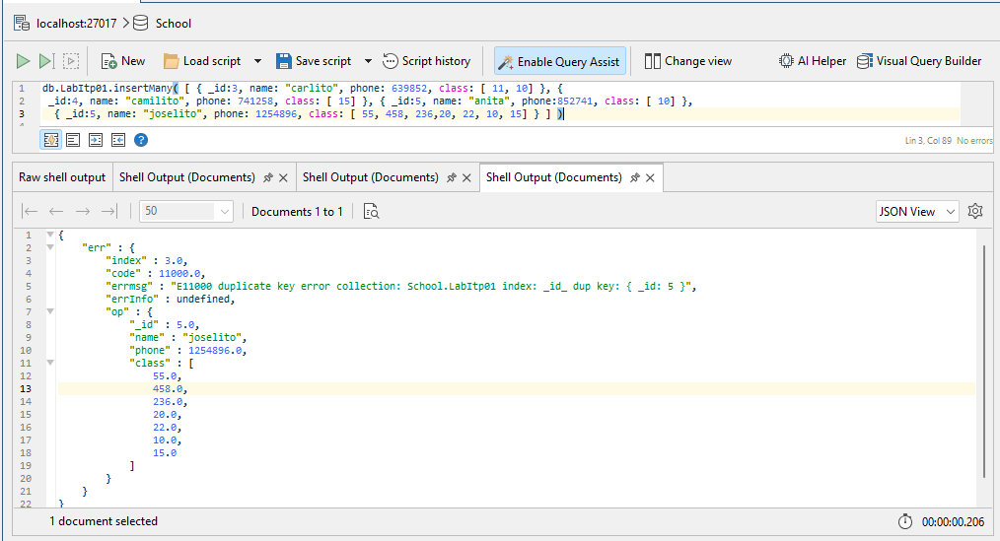 localhost:27017 School
New Load script Save script Script history Enable Query Assist Change view AI Helper Visual Query Builder
1 db.LabItp01.insertMany( [ { _id:3, name: "carlito", phone: 639852, class: [ 11, 10] }, {
2 _id:4, name: "camilito", phone: 741258, class: [ 15] }, { _id:5, name: "anita", phone:852741, class: [ 10] },
3 { _id:5, name: "joselito", phone: 1254896, class: [ 55, 458, 236,20, 22, 10, 15] } ] )
Lin 3, Col 89 No errors
Raw shell output Shell Output (Documents) Shell Output (Documents) Shell Output (Documents)
50 Documents 1 to 1 JSON View
1 {
2 "err" : {
3 "index" : 3.0,
4 "code" : 11000.0,
5 "errmsg" : "E11000 duplicate key error collection: School.LabItp01 index: _id_ dup key: { _id: 5 }",
6 "errInfo" : undefined,
7 "op" : {
8 "_id" : 5.0,
9 "name" : "joselito",
10 "phone" : 1254896.0,
11 "class" : [
12 55.0,
13 458.0,
14 236.0,
15 20.0,
16 22.0,
17 10.0,
18 15.0
19 ]
20 }
21 }
22 }
1 document selected 00:00:00.206